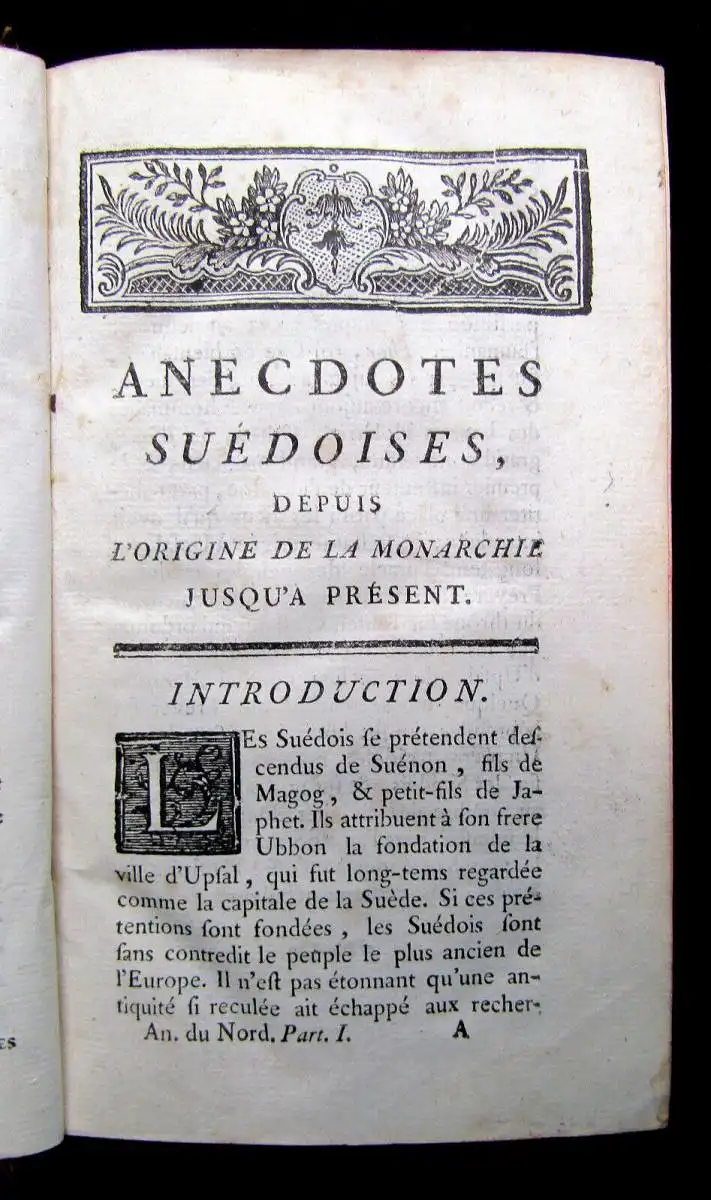 ANECDOTES
SUÉDOISES,
DEPUIS
L'ORIGINE DE LA MONARCHIE
JUSQU'A PRÉSENT.
INTRODUCTION.
LEs Suédois ſe prétendent deſ-
cendus de Suénon, fils de
Magog, & petit-fils de Ja-
phet. Ils attribuent à ſon frere
Ubbon la fondation de la
ville d'Upſal, qui fut long-tems regardée
comme la capitale de la Suède. Si ces pré-
tentions ſont fondées, les Suédois ſont
ſans contredit le peuple le plus ancien de
l'Europe. Il n'eſt pas étonnant qu'une an-
tiquité ſi reculée ait échappé aux recher-
An. du Nord. Part. I. A
ES